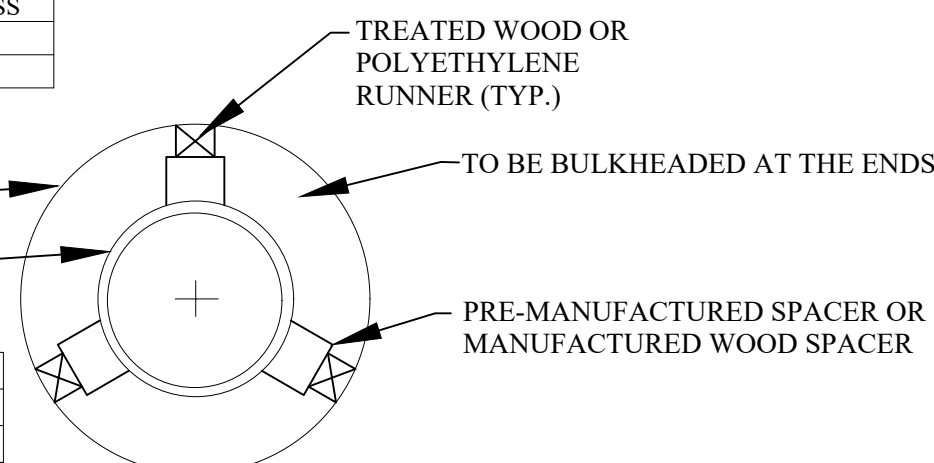 TREATED WOOD OR
POLYETHYLENE
RUNNER (TYP.)
TO BE BULKHEADED AT THE ENDS
PRE-MANUFACTURED SPACER OR
MANUFACTURED WOOD SPACER